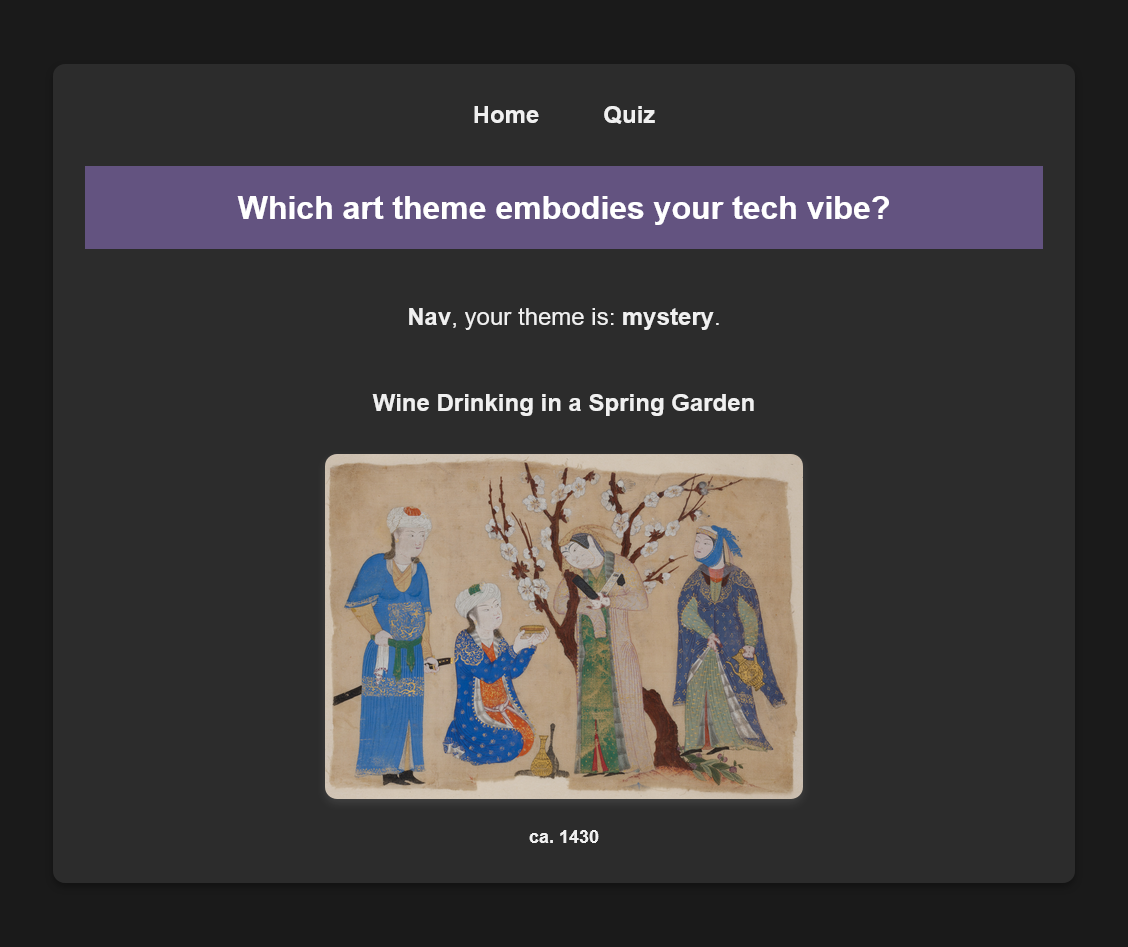 Home Quiz
Which art theme embodies your tech vibe?
Nav, your theme is: mystery.
Wine Drinking in a Spring Garden
ca. 1430